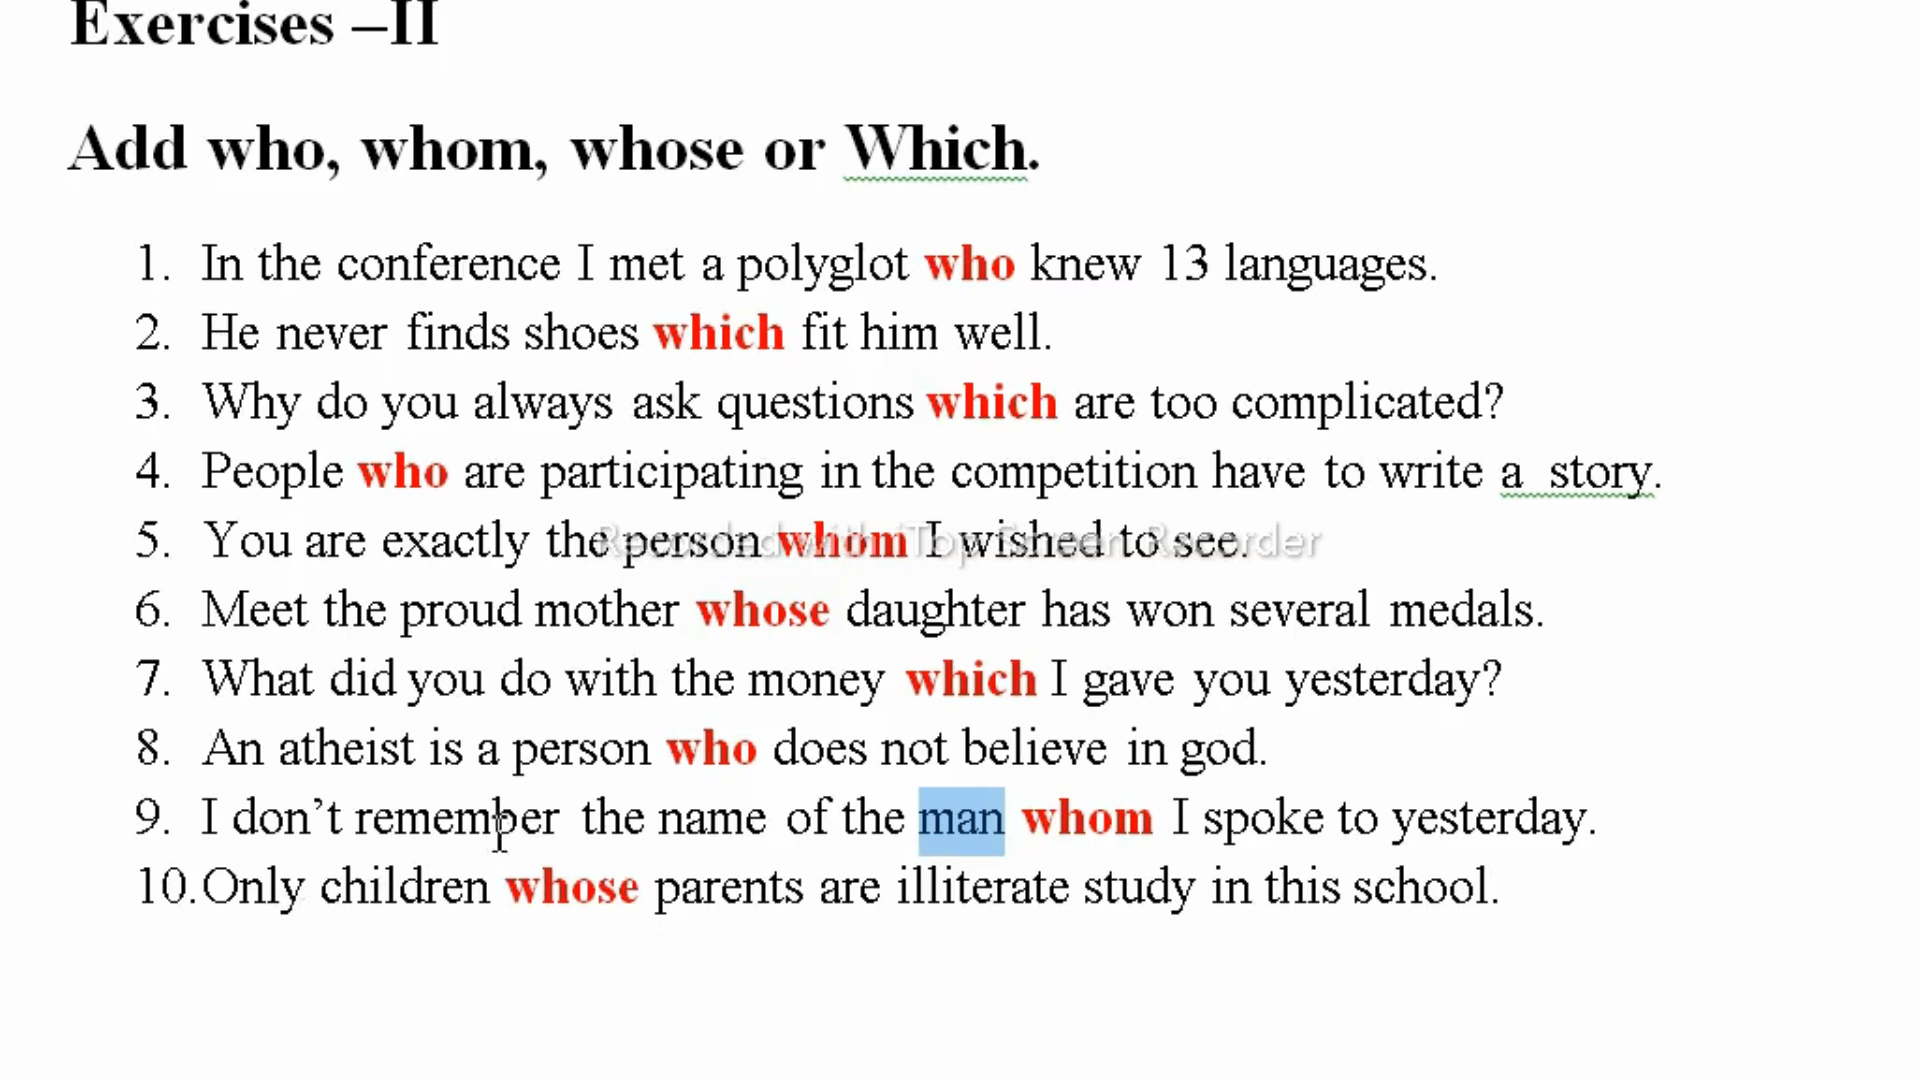 Exercises –II
Add who, whom, whose or Which.
1. In the conference I met a polyglot who knew 13 languages.
2. He never finds shoes which fit him well.
3. Why do you always ask questions which are too complicated?
4. People who are participating in the competition have to write a story.
5. You are exactly the person whom I wished to see.
Recorded with iTop Screen Recorder
6. Meet the proud mother whose daughter has won several medals.
7. What did you do with the money which I gave you yesterday?
8. An atheist is a person who does not believe in god.
9. I don’t remember the name of the man whom I spoke to yesterday.
10. Only children whose parents are illiterate study in this school.